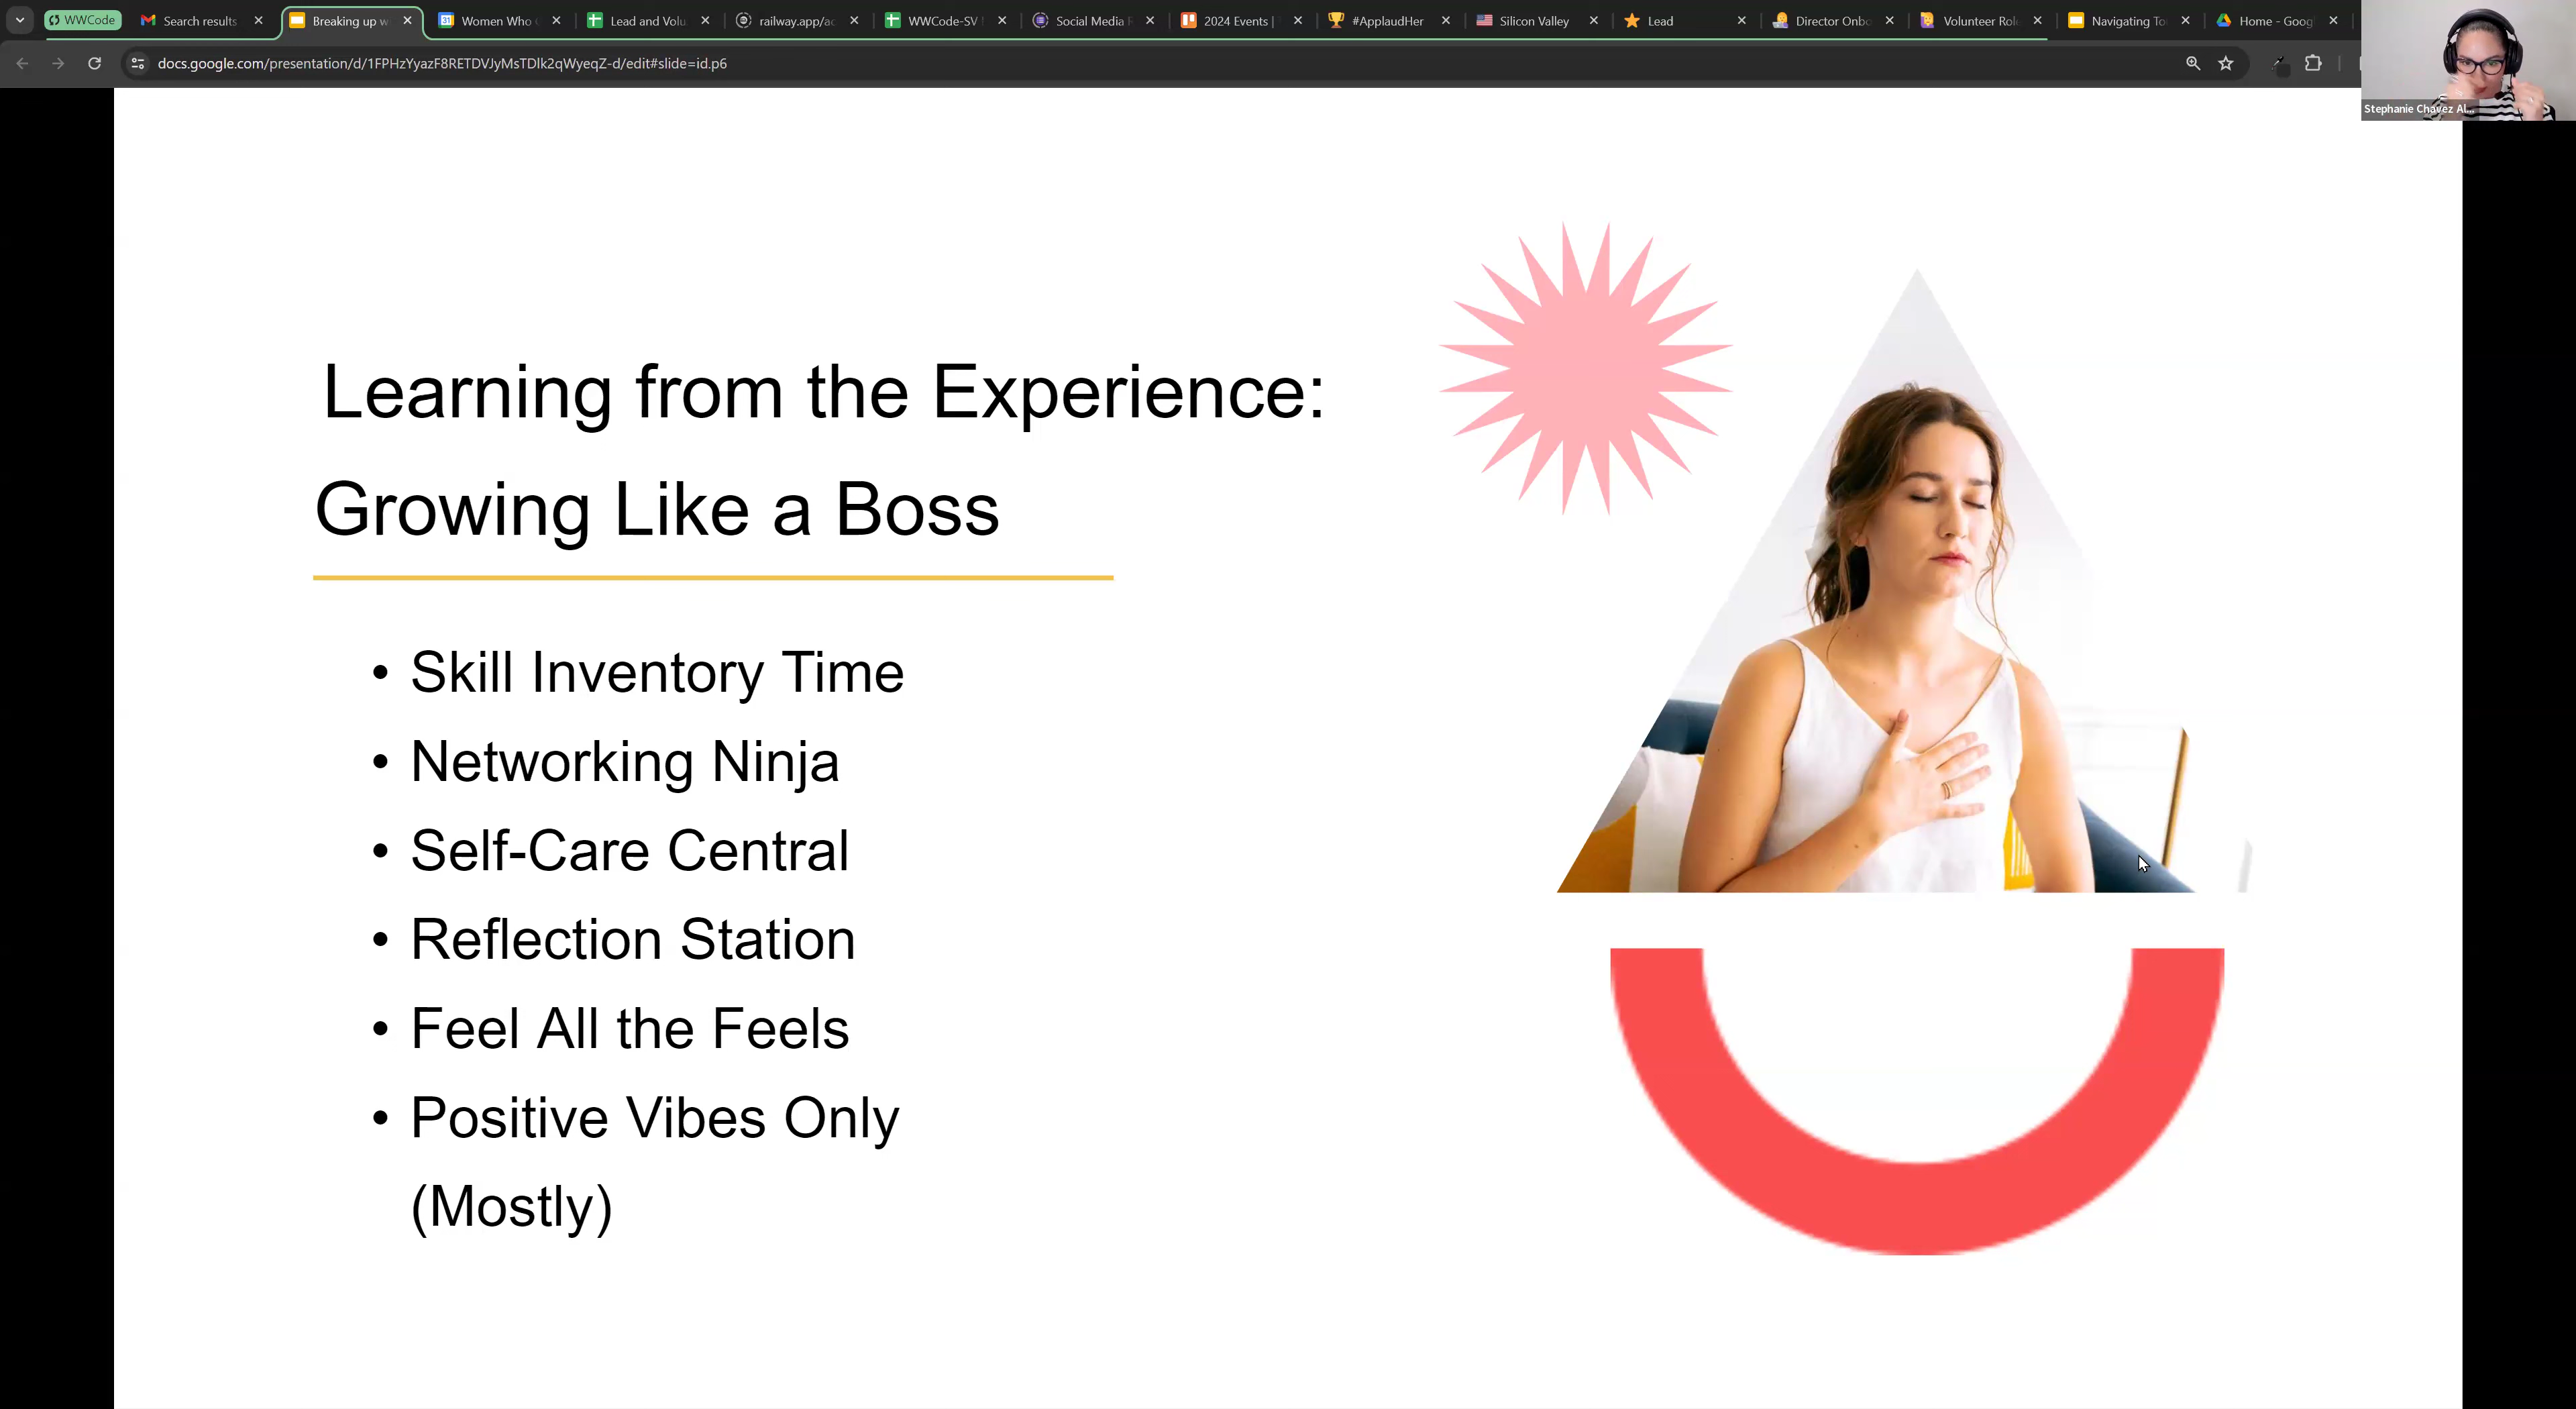 WWCode
Search results
Breaking up w
Women Who
Lead and Volu
railway.app/ac
WWCode-SV
Social Media
2024 Events |
#ApplaudHer
Silicon Valley
Lead
Director Onbo
Volunteer Rol
Navigating To
Home - Goog
docs.google.com/presentation/d/1FPHzYyazF8RETDVJyMsTDlk2qWyeqZ-d/edit#slide=id.p6
Stephanie Chavez Al...
Learning from the Experience:
Growing Like a Boss
• Skill Inventory Time
• Networking Ninja
• Self-Care Central
• Reflection Station
• Feel All the Feels
• Positive Vibes Only
(Mostly)